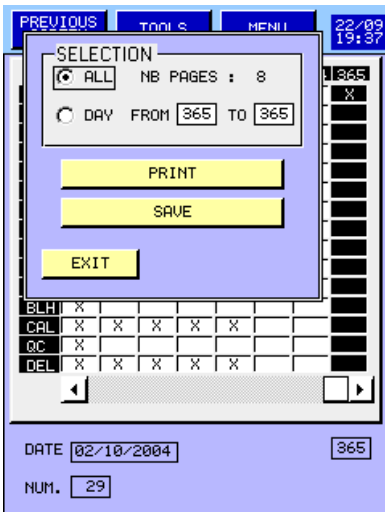 PREVIOUS TOOLS MENU 22/09
19:37
SELECTION
ALL NB PAGES : 8
365
X
DAY FROM 365 TO 365
PRINT
SAVE
EXIT
BLH X
CAL X X X X X
QC X
DEL X X X X X
DATE 02/10/2004 365
NUM. 29